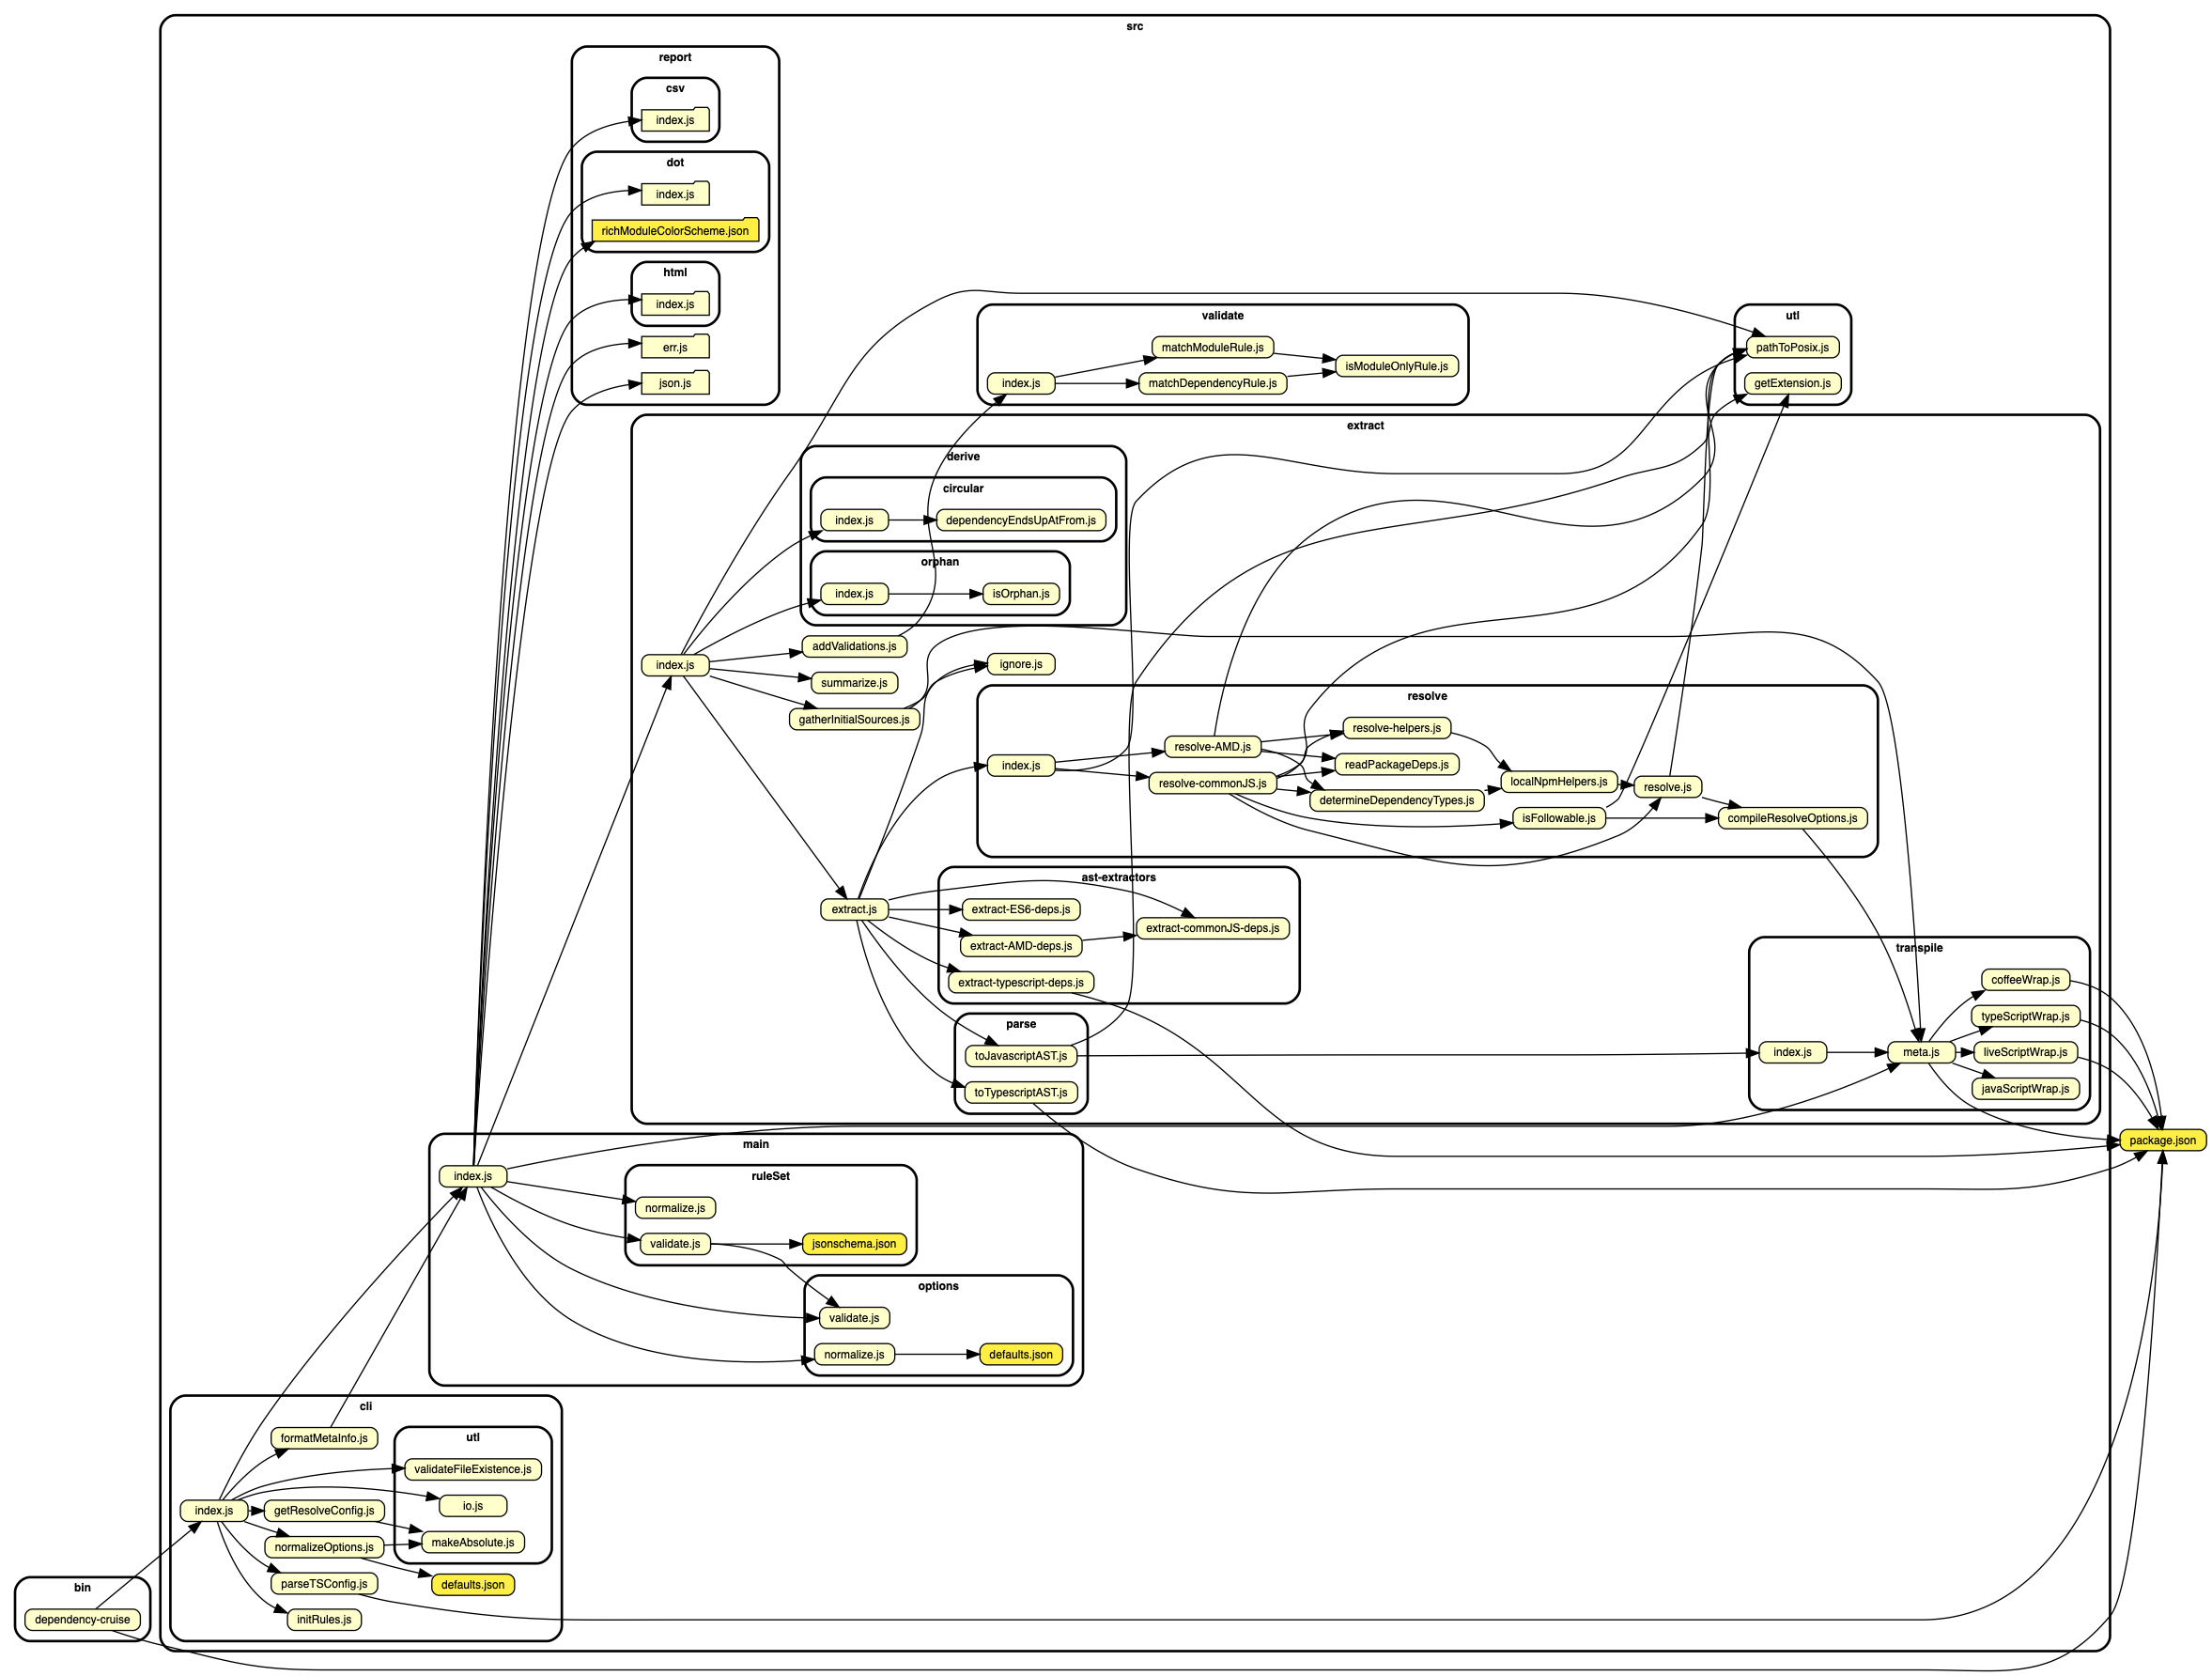 src
report
csv
index.js
dot
index.js
richModuleColorScheme.json
html
index.js
err.js
json.js
validate
matchModuleRule.js
isModuleOnlyRule.js
index.js
matchDependencyRule.js
utl
pathToPosix.js
getExtension.js
extract
derive
circular
index.js
dependencyEndsUpAtFrom.js
orphan
index.js
isOrphan.js
addValidations.js
index.js
ignore.js
summarize.js
gatherInitialSources.js
resolve
resolve-helpers.js
resolve-AMD.js
index.js
readPackageDeps.js
resolve-commonJS.js
localNpmHelpers.js
resolve.js
determineDependencyTypes.js
isFollowable.js
compileResolveOptions.js
ast-extractors
extract.js
extract-ES6-deps.js
extract-commonJS-deps.js
extract-AMD-deps.js
extract-typescript-deps.js
parse
toJavascriptAST.js
toTypescriptAST.js
transpile
coffeeWrap.js
typeScriptWrap.js
index.js
meta.js
liveScriptWrap.js
javaScriptWrap.js
package.json
main
index.js
ruleSet
normalize.js
validate.js
jsonschema.json
options
validate.js
normalize.js
defaults.json
cli
formatMetaInfo.js
utl
validateFileExistence.js
io.js
index.js
getResolveConfig.js
makeAbsolute.js
normalizeOptions.js
parseTSConfig.js
defaults.json
initRules.js
bin
dependency-cruise